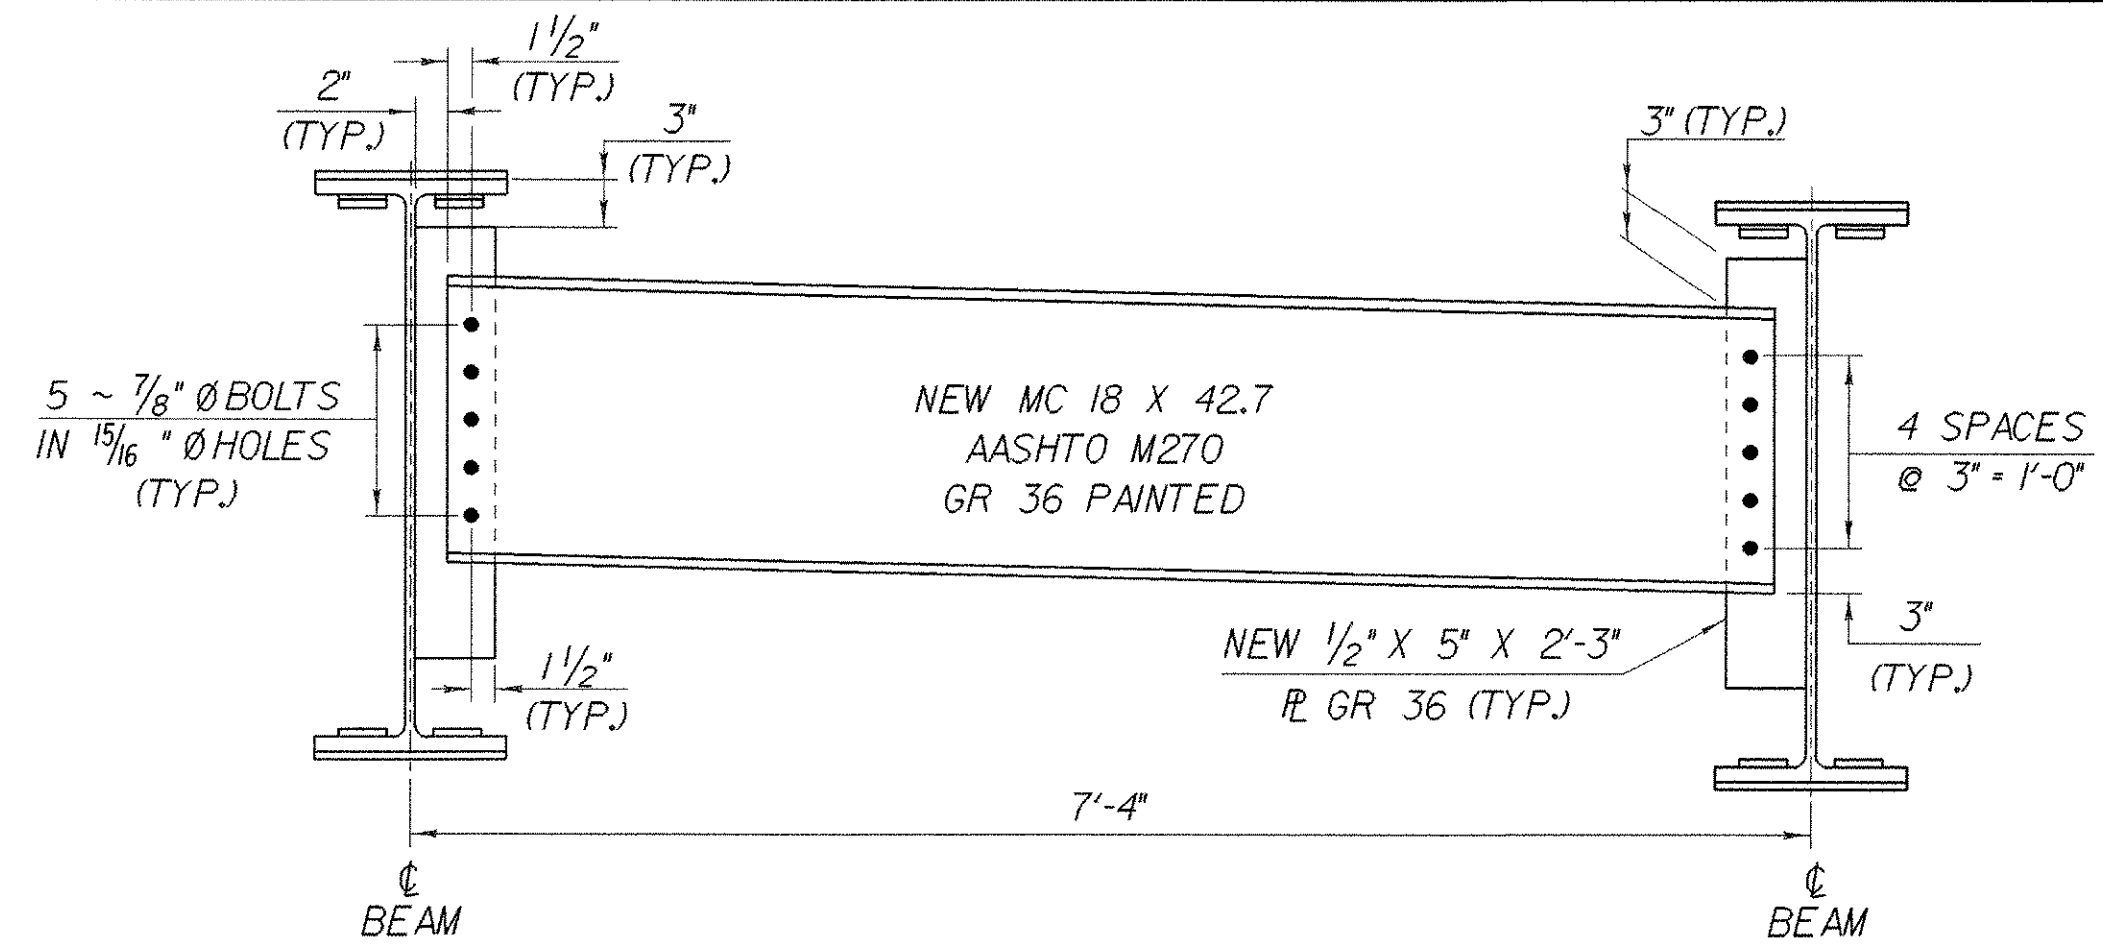 1 1/2"
(TYP.)
2"
(TYP.)
3"
(TYP.)
3" (TYP.)
5 ~ 7/8" Ø BOLTS
IN 15/16 " Ø HOLES
(TYP.)
NEW MC 18 X 42.7
AASHTO M270
GR 36 PAINTED
4 SPACES
@ 3" = 1'-0"
1 1/2"
(TYP.)
NEW 1/2" X 5" X 2'-3"
PL GR 36 (TYP.)
3"
(TYP.)
7'-4"
CL
BEAM
CL
BEAM